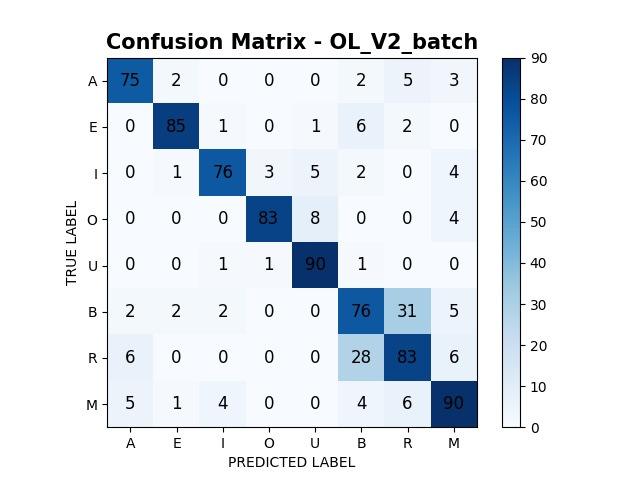 Confusion Matrix - OL_V2_batch
A 75 2 0 0 0 2 5 3
E 0 85 1 0 1 6 2 0
I 0 1 76 3 5 2 0 4
O 0 0 0 83 8 0 0 4
U 0 0 1 1 90 1 0 0
B 2 2 2 0 0 76 31 5
R 6 0 0 0 0 28 83 6
M 5 1 4 0 0 4 6 90
A E I O U B R M
TRUE LABEL
PREDICTED LABEL
90
80
70
60
50
40
30
20
10
0